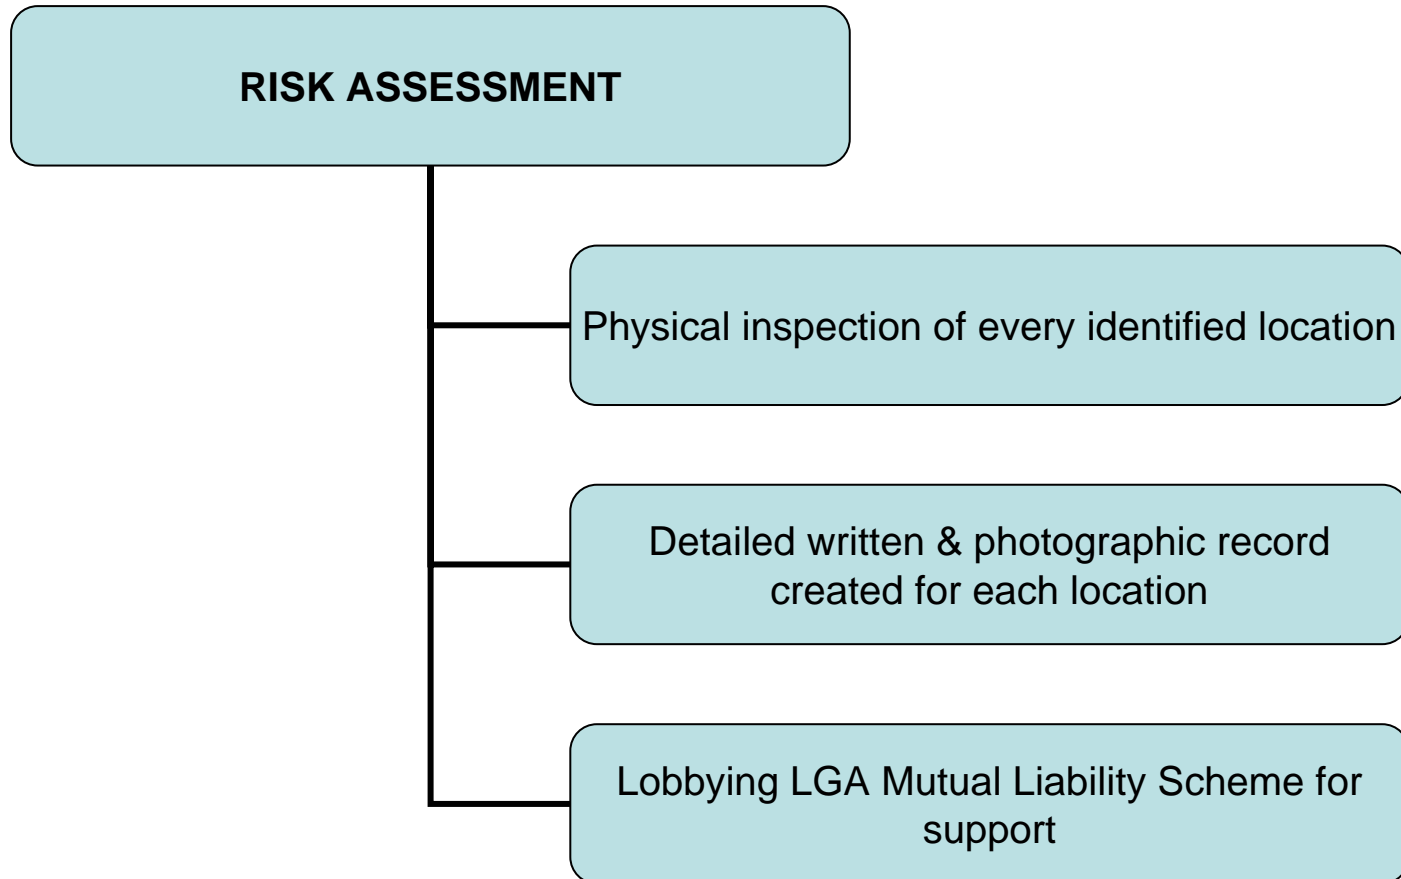 RISK ASSESSMENT
Physical inspection of every identified location
Detailed written & photographic record
created for each location
Lobbying LGA Mutual Liability Scheme for
support